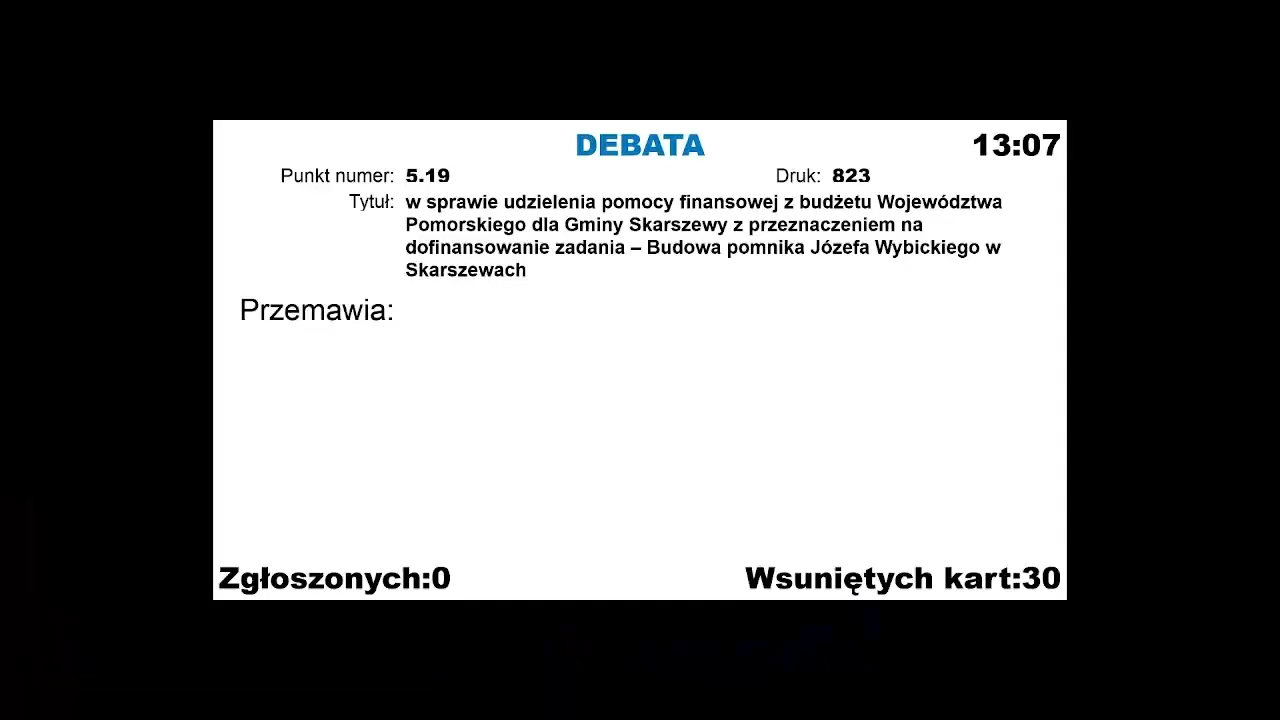 DEBATA 13:07
Punkt numer: 5.19 Druk: 823
Tytuł: w sprawie udzielenia pomocy finansowej z budżetu Województwa
Pomorskiego dla Gminy Skarszewy z przeznaczeniem na
dofinansowanie zadania – Budowa pomnika Józefa Wybickiego w
Skarszewach
Przemawia:
Zgłoszonych:0 Wsuniętych kart:30